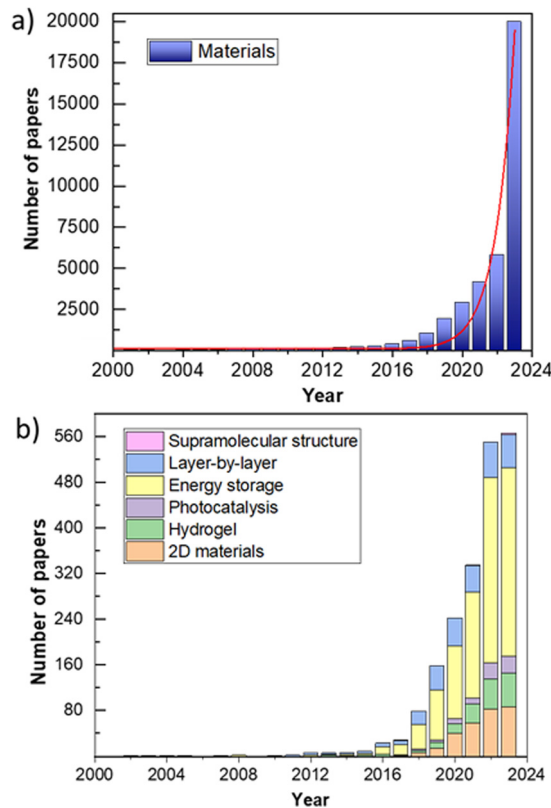 a)
20000
17500
15000
12500
10000
7500
5000
2500
Number of papers
Materials
2000 2004 2008 2012 2016 2020 2024
Year
b)
560
480
400
320
240
160
80
Number of papers
Supramolecular structure
Layer-by-layer
Energy storage
Photocatalysis
Hydrogel
2D materials
2000 2004 2008 2012 2016 2020 2024
Year